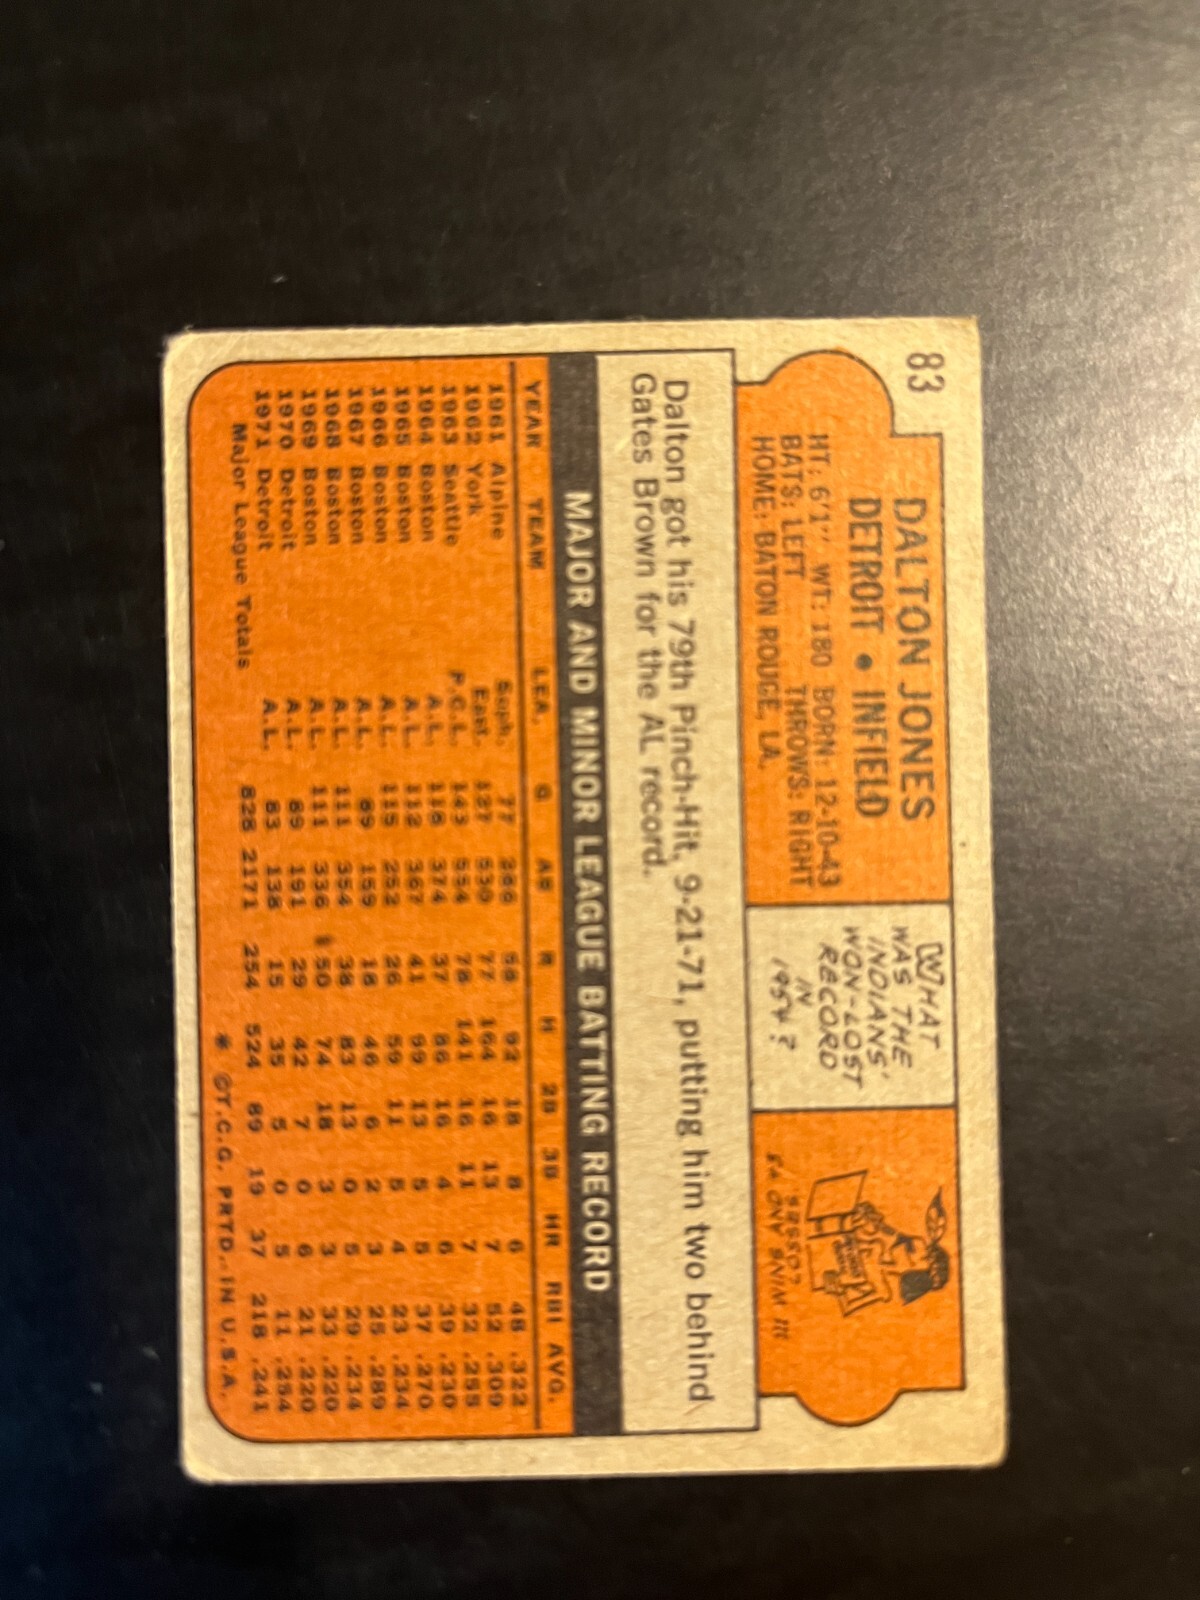 83
DALTON JONES
DETROIT • INFIELD
HT: 6'1" WT: 180 BORN: 12-10-43
BATS: LEFT THROWS: RIGHT
HOME: BATON ROUGE, LA.
WHAT
WAS THE
INDIANS'
WON-LOST
RECORD
IN
1954?
111 WINS AND 43
LOSSES
Dalton got his 79th Pinch-Hit, 9-21-71, putting him two behind
Gates Brown for the AL record.
MAJOR AND MINOR LEAGUE BATTING RECORD
YEAR TEAM LEA. G AB R H 2B 3B HR RBI AVG.
1961 Alpine Soph. 77 286 58 92 18 8 6 48 .322
1962 York East. 127 530 77 164 16 13 7 52 .309
1963 Seattle P.C.L. 143 554 78 141 16 11 7 32 .255
1964 Boston A.L. 118 374 37 86 16 4 6 39 .230
1965 Boston A.L. 112 367 41 99 13 5 5 37 .270
1966 Boston A.L. 115 252 26 59 11 5 4 23 .234
1967 Boston A.L. 89 159 18 46 6 2 3 25 .289
1968 Boston A.L. 111 354 38 83 13 0 5 29 .234
1969 Boston A.L. 111 336 50 74 18 3 3 33 .220
1970 Detroit A.L. 89 191 29 42 7 0 6 21 .220
1971 Detroit A.L. 83 138 15 35 5 0 5 11 .254
Major League Totals 828 2171 254 524 89 19 37 218 .241
* ©T.C.G. PRTD. IN U.S.A.